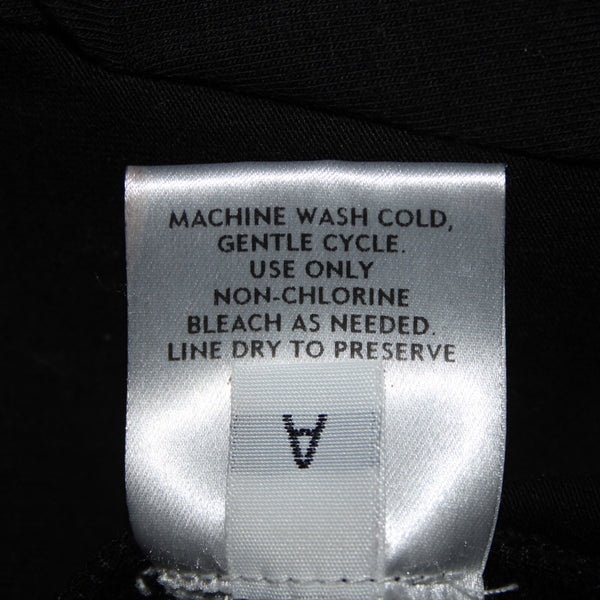 MACHINE WASH COLD,
GENTLE CYCLE.
USE ONLY
NON-CHLORINE
BLEACH AS NEEDED.
LINE DRY TO PRESERVE
A